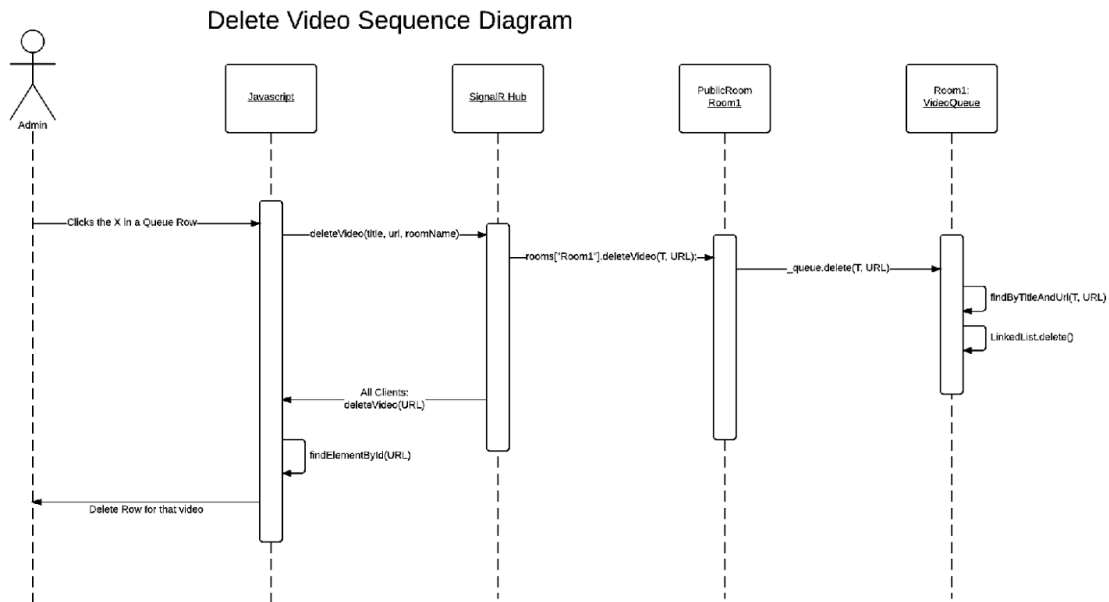 Delete Video Sequence Diagram
Admin
Javascript
SignalR Hub
PublicRoom
Room1
Room1:
VideoQueue
Clicks the X in a Queue Row
deleteVideo(title, url, roomName)
rooms["Room1"].deleteVideo(T, URL);
_queue.delete(T, URL)
findByTitleAndUrl(T, URL)
LinkedList.delete()
All Clients:
deleteVideo(URL)
findElementById(URL)
Delete Row for that video